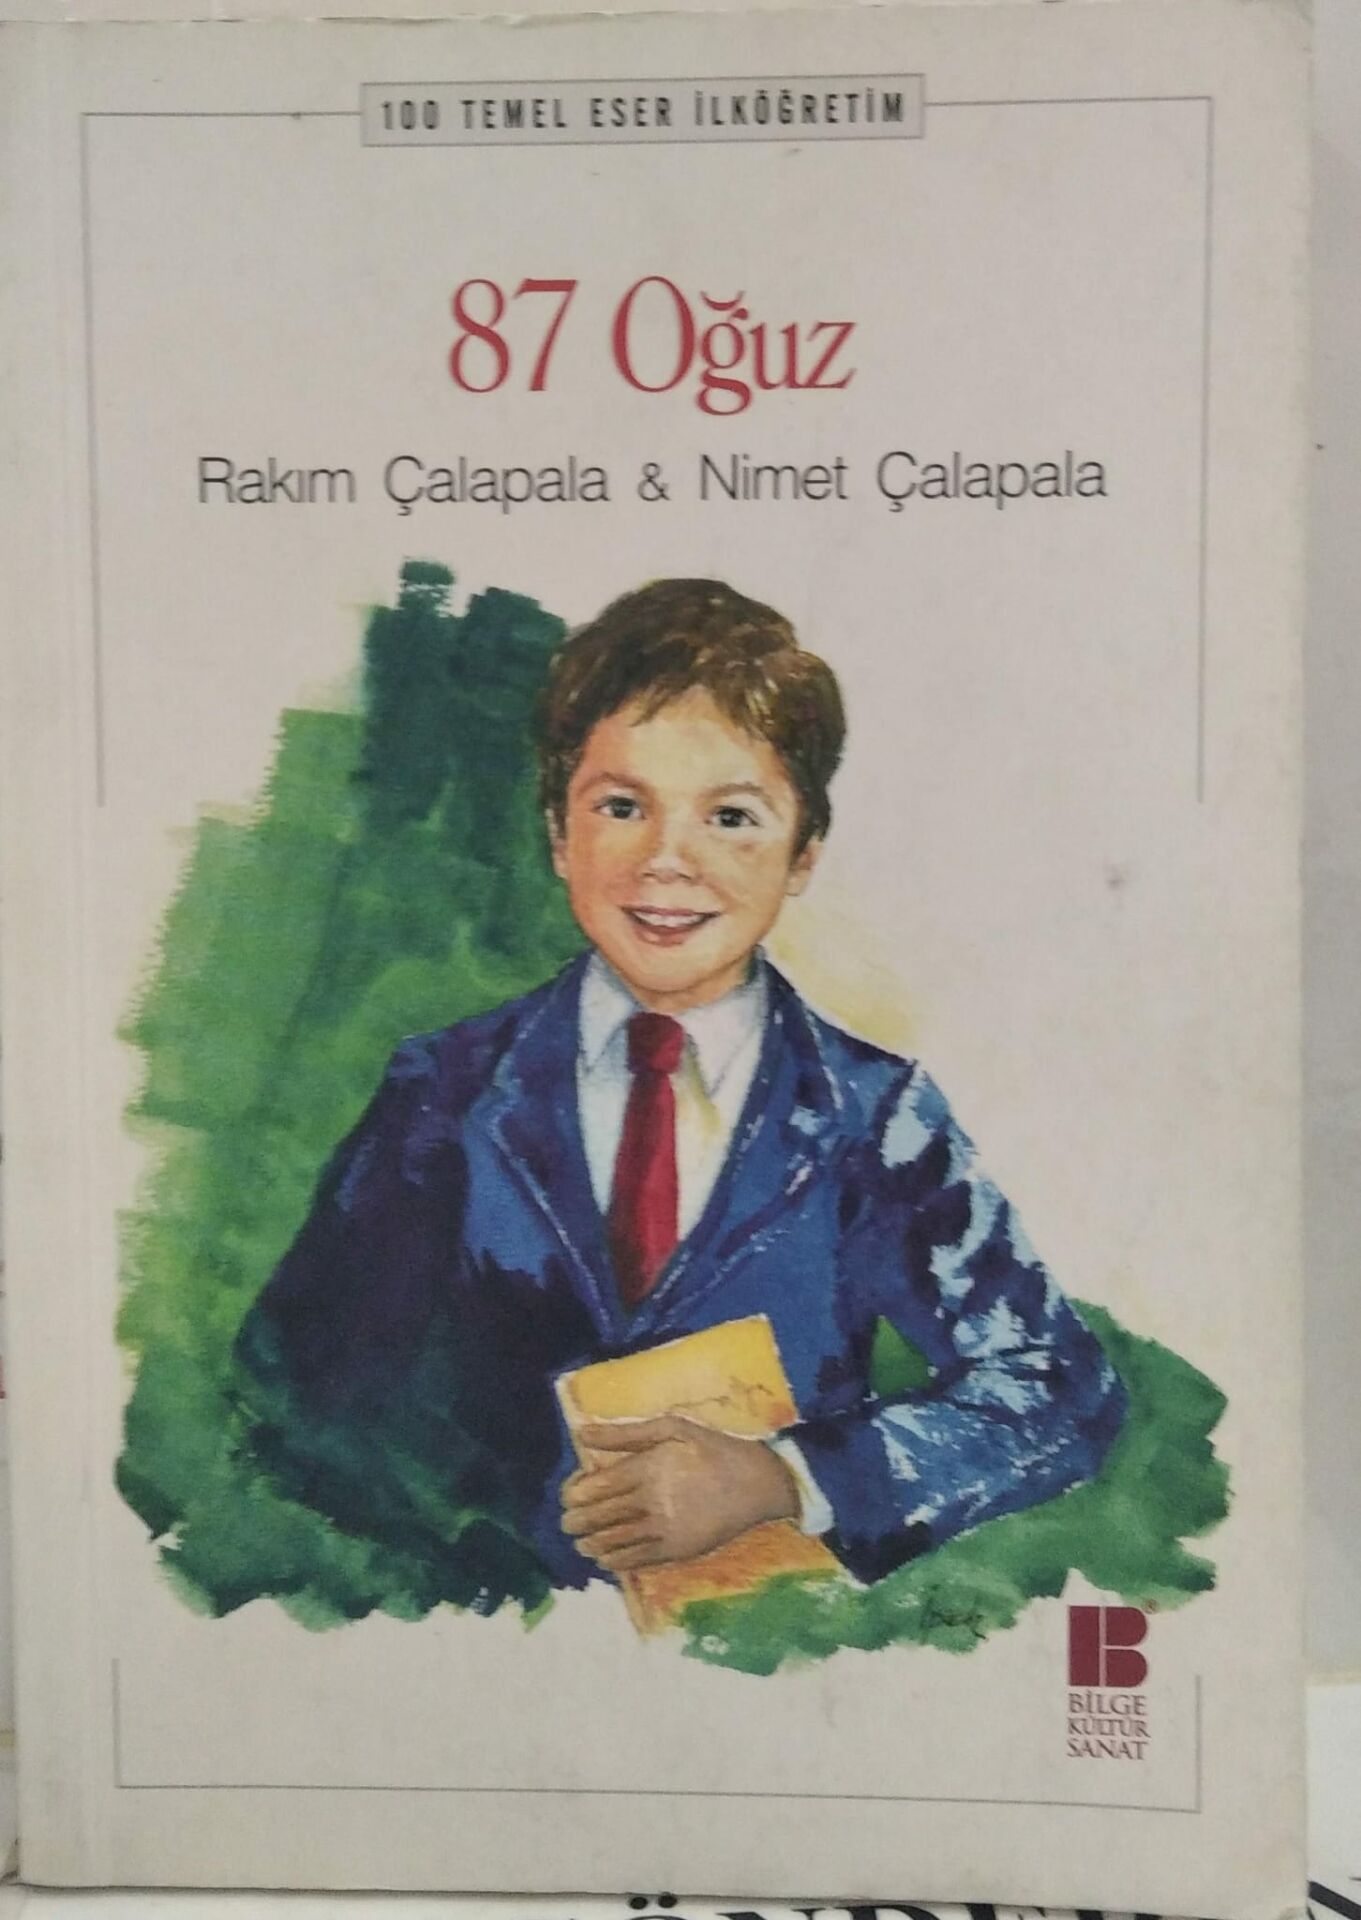 100 TEMEL ESER İLKÖĞRETİM
87 Oğuz
Rakım Çalapala & Nimet Çalapala
B®
BİLGE
KÜLTÜR
SANAT